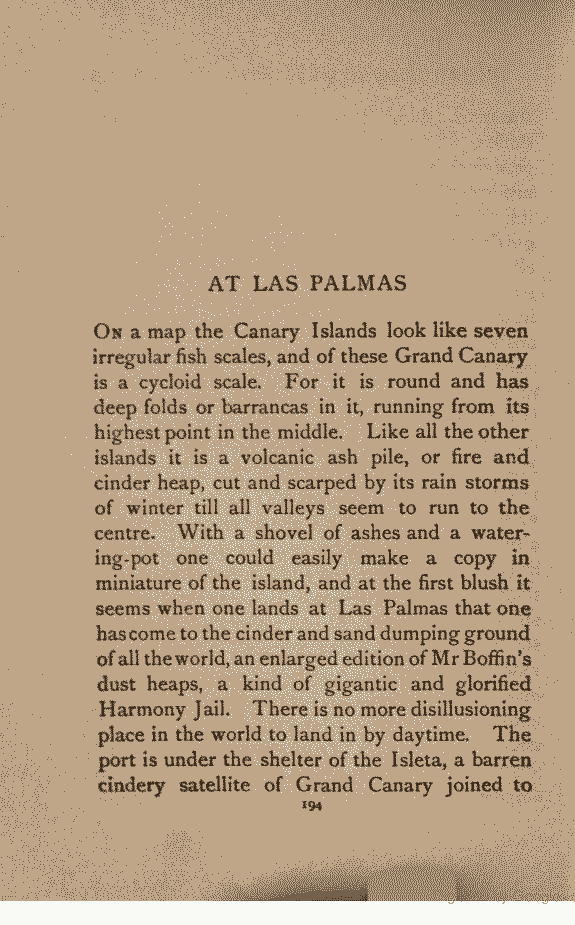 AT LAS PALMAS
On a map the Canary Islands look like seven
irregular fish scales, and of these Grand Canary
is a cycloid scale. For it is round and has
deep folds or barrancas in it, running from its
highest point in the middle. Like all the other
islands it is a volcanic ash pile, or fire and
cinder heap, cut and scarped by its rain storms
of winter till all valleys seem to run to the
centre. With a shovel of ashes and a water-
ing-pot one could easily make a copy in
miniature of the island, and at the first blush it
seems when one lands at Las Palmas that one
has come to the cinder and sand dumping ground
of all the world, an enlarged edition of Mr Boffin's
dust heaps, a kind of gigantic and glorified
Harmony Jail. There is no more disillusioning
place in the world to land in by daytime. The
port is under the shelter of the Isleta, a barren
cindery satellite of Grand Canary joined to
194